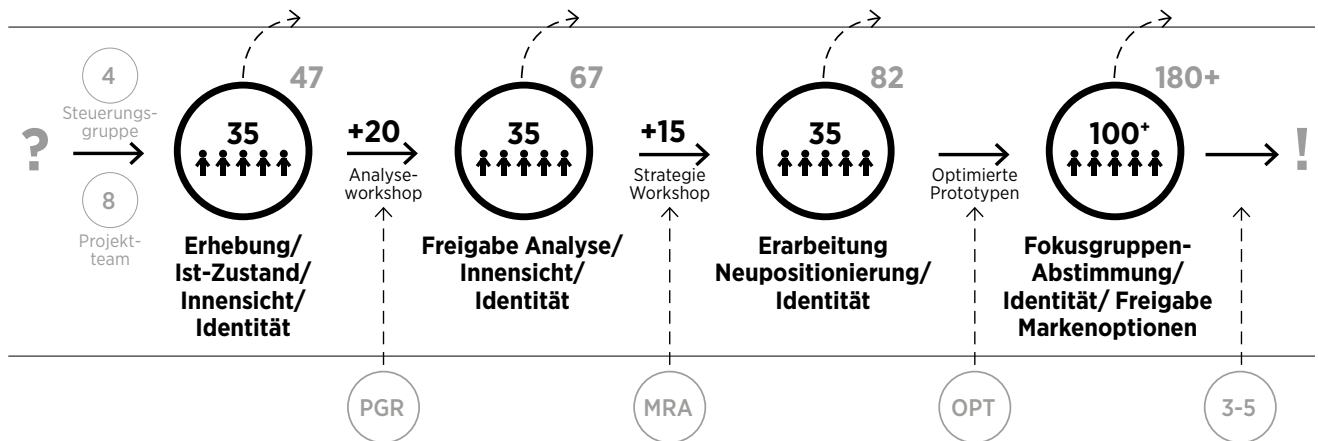 ?
4
Steuerungs-
gruppe
8
Projekt-
team
47
35
Erhebung/
Ist-Zustand/
Innensicht/
Identität
+20
Analyse-
workshop
PGR
67
35
Freigabe Analyse/
Innensicht/
Identität
+15
Strategie
Workshop
MRA
82
35
Erarbeitung
Neupositionierung/
Identität
Optimierte
Prototypen
OPT
180+
100+
Fokusgruppen-
Abstimmung/
Identität/ Freigabe
Markenoptionen
3-5
!